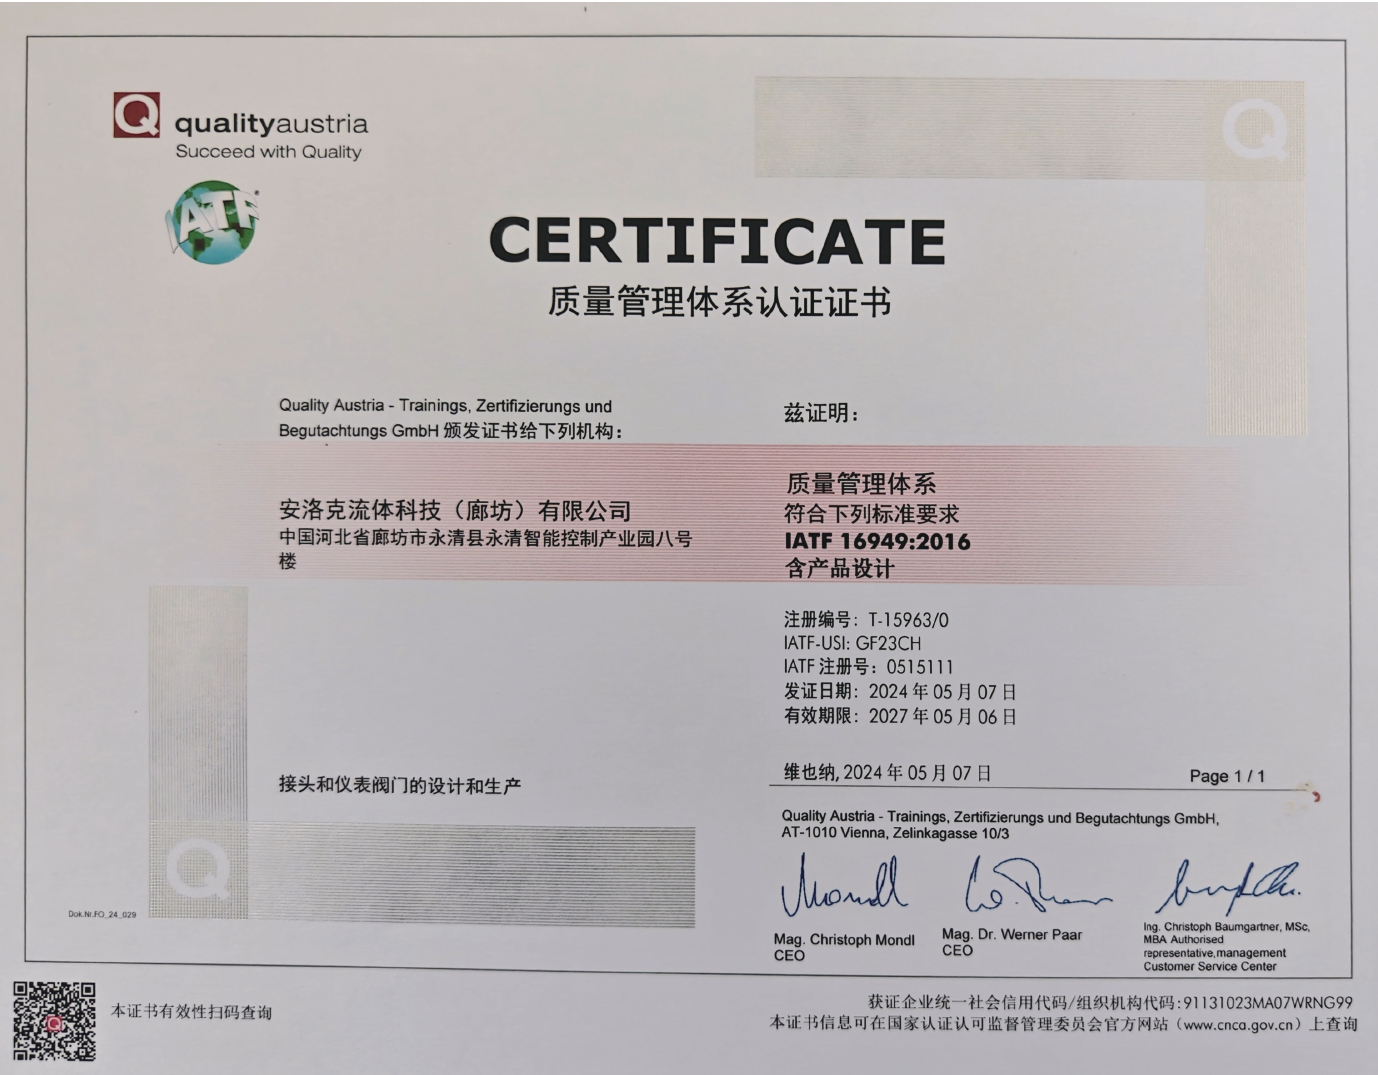 qualityaustria
Succeed with Quality
IATF
CERTIFICATE
质量管理体系认证证书
Quality Austria - Trainings, Zertifizierungs und
Begutachtungs GmbH 颁发证书给下列机构：
安洛克流体科技（廊坊）有限公司
中国河北省廊坊市永清县永清智能控制产业园八号
楼
接头和仪表阀门的设计和生产
兹证明：
质量管理体系
符合下列标准要求
IATF 16949:2016
含产品设计
注册编号：T-15963/0
IATF-USI: GF23CH
IATF 注册号：0515111
发证日期：2024 年 05 月 07 日
有效期限：2027 年 05 月 06 日
维也纳, 2024 年 05 月 07 日
Page 1 / 1
Quality Austria - Trainings, Zertifizierungs und Begutachtungs GmbH,
AT-1010 Vienna, Zelinkagasse 10/3
Mag. Christoph Mondl
CEO
Mag. Dr. Werner Paar
CEO
Ing. Christoph Baumgartner, MSc,
MBA Authorised
representative,management
Customer Service Center
Dok.Nr.FO_24_029
本证书有效性扫码查询
获证企业统一社会信用代码/组织机构代码：91131023MA07WRNG99
本证书信息可在国家认证认可监督管理委员会官方网站（www.cnca.gov.cn）上查询